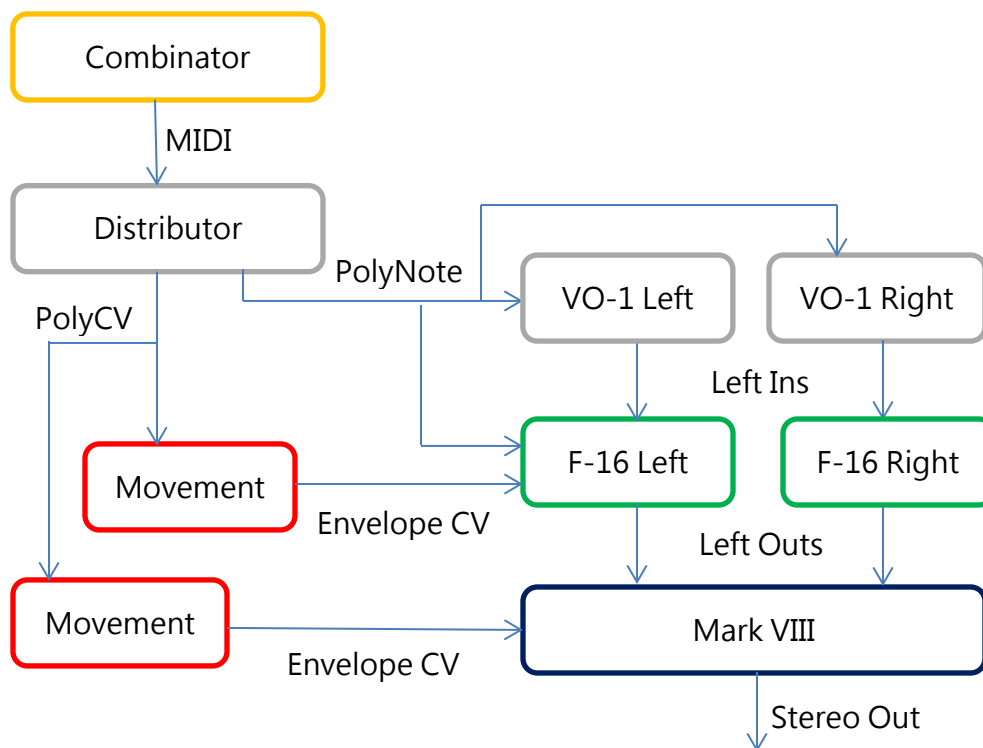 Combinator
MIDI
Distributor
PolyNote
PolyCV
VO-1 Left
VO-1 Right
Left Ins
F-16 Left
F-16 Right
Movement
Envelope CV
Left Outs
Movement
Mark VIII
Envelope CV
Stereo Out